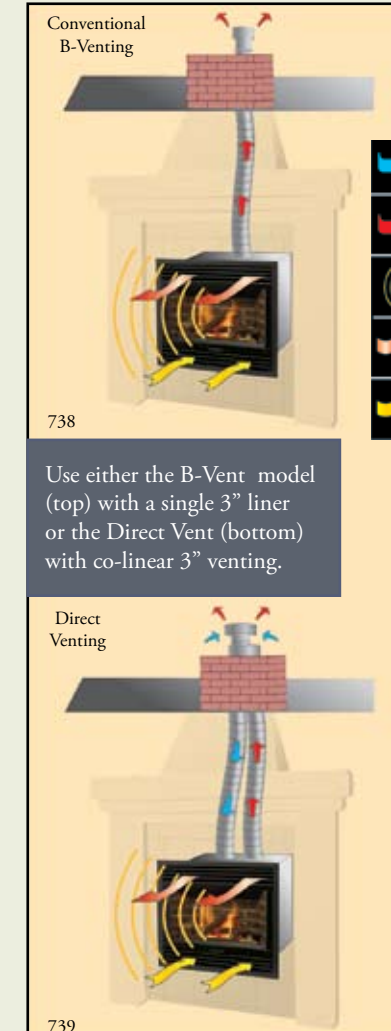 Conventional
B-Venting
738
Use either the B-Vent model
(top) with a single 3” liner
or the Direct Vent (bottom)
with co-linear 3” venting.
Direct
Venting
739